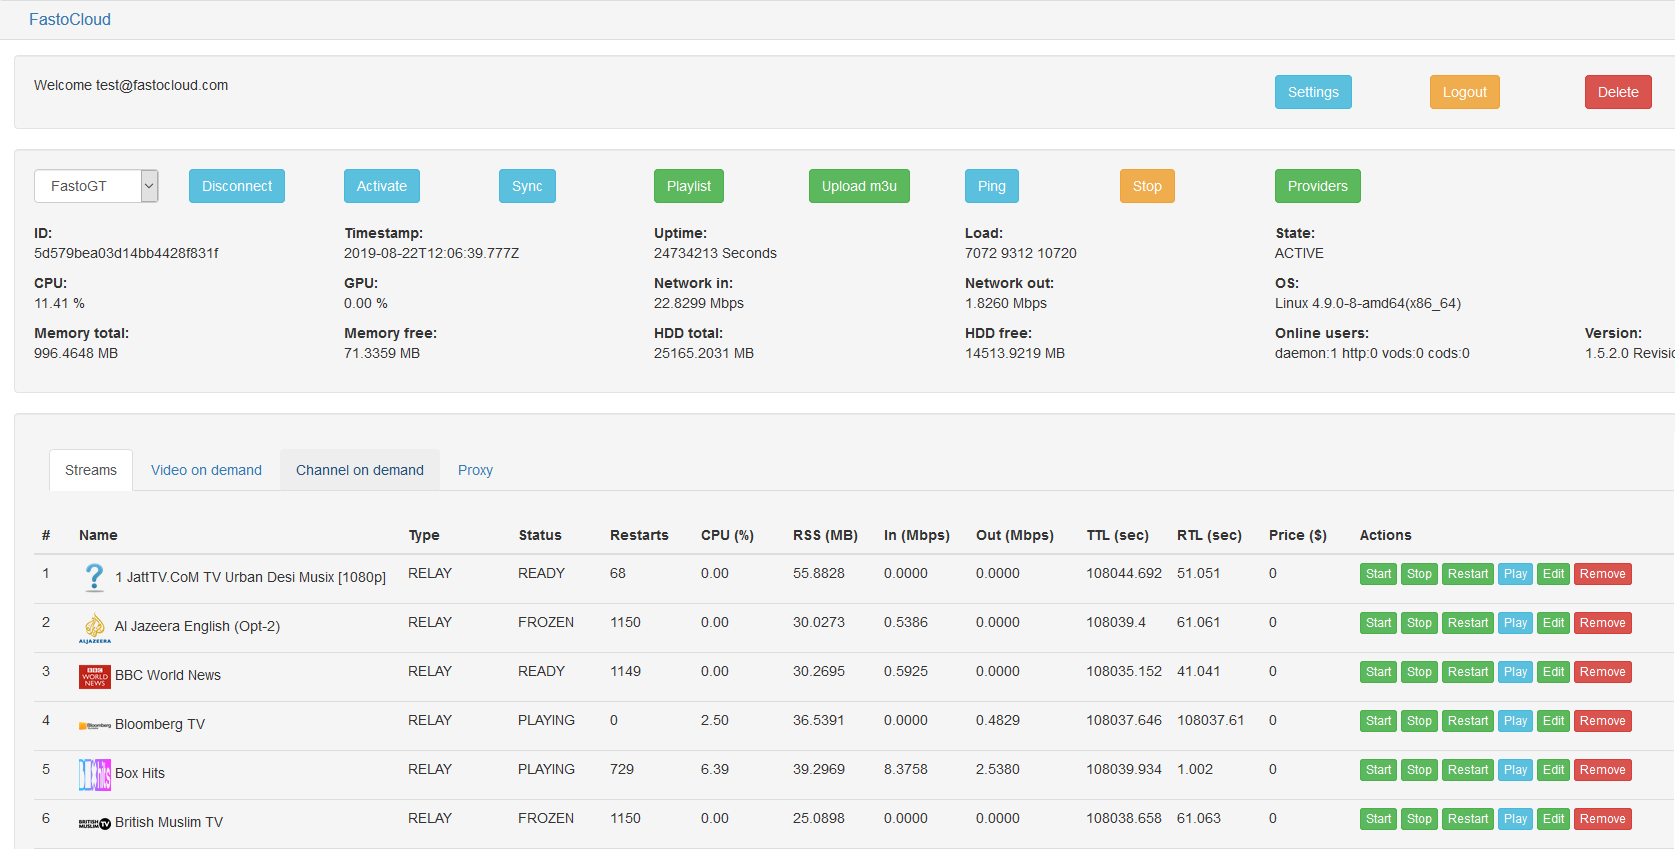 FastoCloud
Welcome test@fastocloud.com Settings Logout Delete
FastoGT Disconnect Activate Sync Playlist Upload m3u Ping Stop Providers
ID: Timestamp: Uptime: Load: State:
5d579bea03d14bb4428f831f 2019-08-22T12:06:39.777Z 24734213 Seconds 7072 9312 10720 ACTIVE
CPU: GPU: Network in: Network out: OS:
11.41 % 0.00 % 22.8299 Mbps 1.8260 Mbps Linux 4.9.0-8-amd64(x86_64)
Memory total: Memory free: HDD total: HDD free: Online users: Version:
996.4648 MB 71.3359 MB 25165.2031 MB 14513.9219 MB daemon:1 http:0 vods:0 cods:0 1.5.2.0 Revisio
Streams Video on demand Channel on demand Proxy
# Name Type Status Restarts CPU (%) RSS (MB) In (Mbps) Out (Mbps) TTL (sec) RTL (sec) Price ($) Actions
1 ? 1 JattTV.CoM TV Urban Desi Musix [1080p] RELAY READY 68 0.00 55.8828 0.0000 0.0000 108044.692 51.051 0 Start Stop Restart Play Edit Remove
2 ALJAZEERA Al Jazeera English (Opt-2) RELAY FROZEN 1150 0.00 30.0273 0.5386 0.0000 108039.4 61.061 0 Start Stop Restart Play Edit Remove
3 BBC WORLD NEWS BBC World News RELAY READY 1149 0.00 30.2695 0.5925 0.0000 108035.152 41.041 0 Start Stop Restart Play Edit Remove
4 Bloomberg Bloomberg TV RELAY PLAYING 0 2.50 36.5391 0.0000 0.4829 108037.646 108037.61 0 Start Stop Restart Play Edit Remove
5 hits Box Hits RELAY PLAYING 729 6.39 39.2969 8.3758 2.5380 108039.934 1.002 0 Start Stop Restart Play Edit Remove
6 BRITISH MUSLIM TV British Muslim TV RELAY FROZEN 1150 0.00 25.0898 0.0000 0.0000 108038.658 61.063 0 Start Stop Restart Play Edit Remove